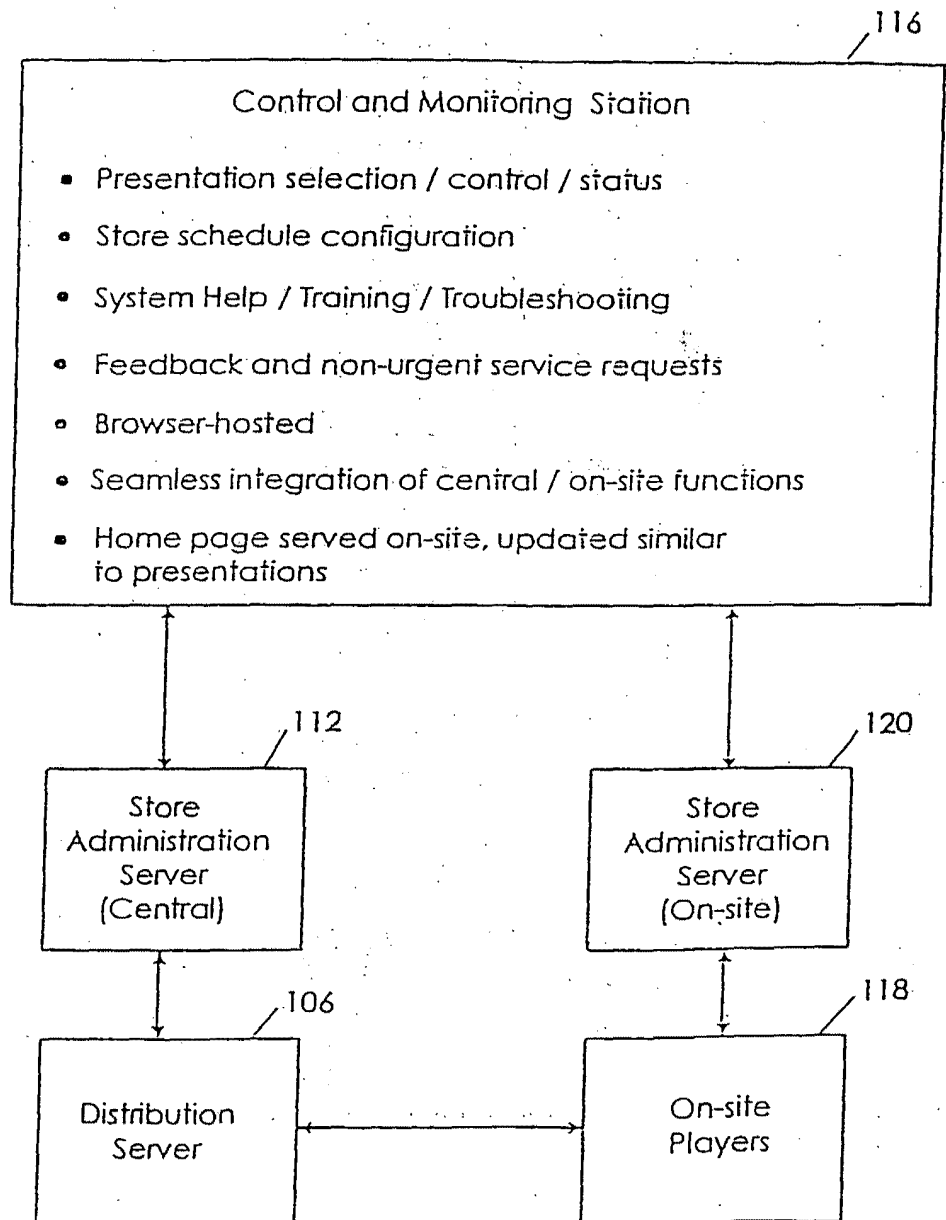 116
Control and Monitoring Station
• Presentation selection / control / status
• Store schedule configuration
• System Help / Training / Troubleshooting
• Feedback and non-urgent service requests
• Browser-hosted
• Seamless integration of central / on-site functions
• Home page served on-site, updated similar
to presentations
112
120
Store
Administration
Server
(Central)
Store
Administration
Server
(On-site)
106
118
Distribution
Server
On-site
Players